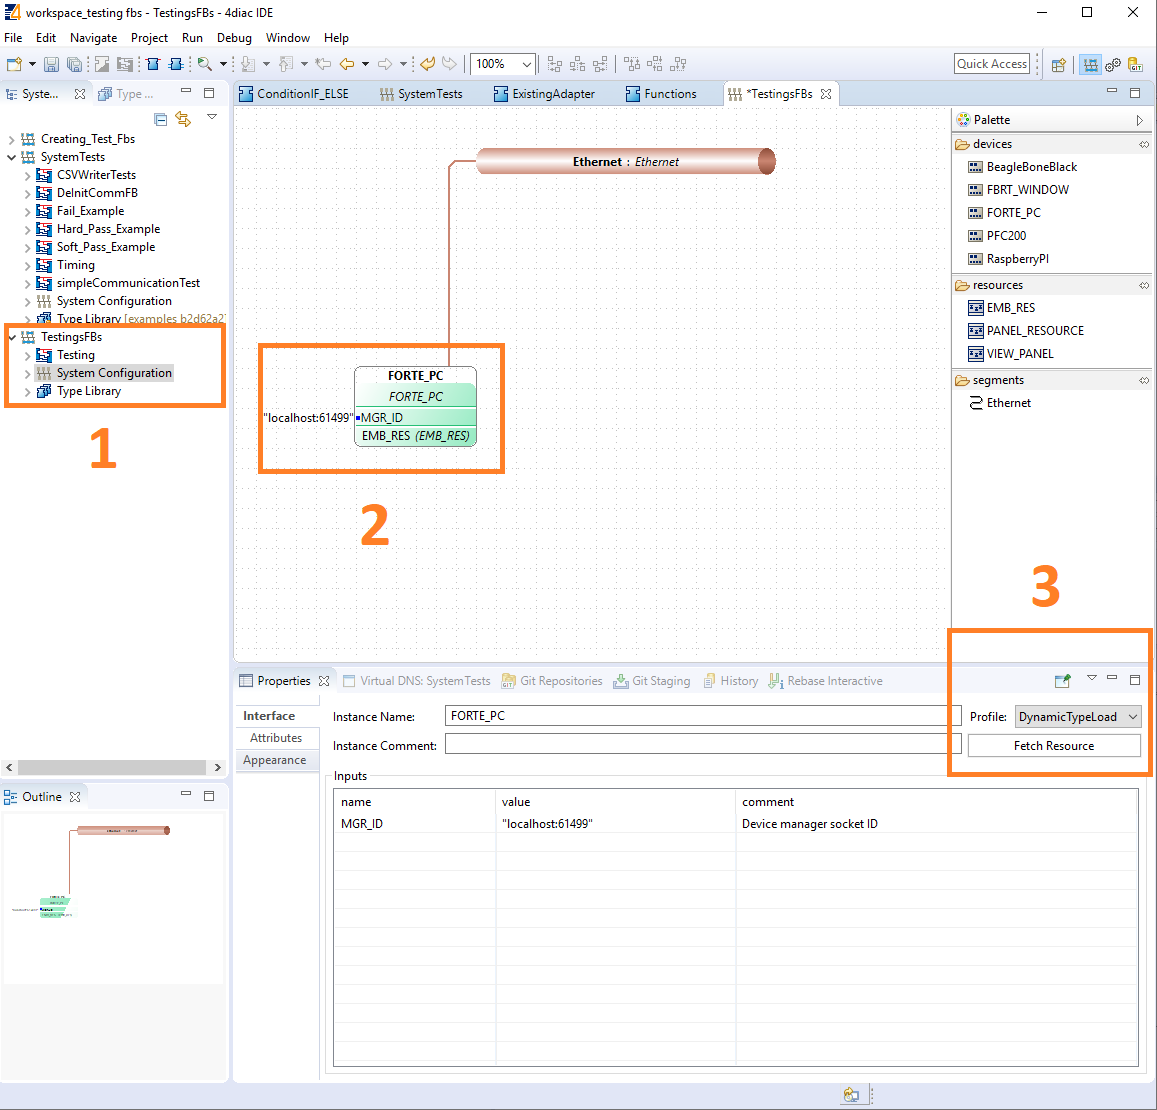 workspace_testing fbs - TestingsFBs - 4diac IDE
File Edit Navigate Project Run Debug Window Help
100%
Quick Access
Syste...
Type ...
ConditionIF_ELSE
SystemTests
ExistingAdapter
Functions
*TestingsFBs
Creating_Test_Fbs
SystemTests
CSVWriterTests
DeInitCommFB
Fail_Example
Hard_Pass_Example
Soft_Pass_Example
Timing
simpleCommunicationTest
System Configuration
Type Library [examples b2d62a2
TestingsFBs
Testing
System Configuration
Type Library
1
Ethernet : Ethernet
FORTE_PC
FORTE_PC
"localhost:61499" MGR_ID
EMB_RES (EMB_RES)
2
Palette
devices
BeagleBoneBlack
FBRT_WINDOW
FORTE_PC
PFC200
RaspberryPI
resources
EMB_RES
PANEL_RESOURCE
VIEW_PANEL
segments
Ethernet
3
Properties
Virtual DNS: SystemTests
Git Repositories
Git Staging
History
Rebase Interactive
Interface
Attributes
Appearance
Instance Name: FORTE_PC
Profile: DynamicTypeLoad
Instance Comment:
Fetch Resource
Inputs
name value comment
MGR_ID "localhost:61499" Device manager socket ID
Outline